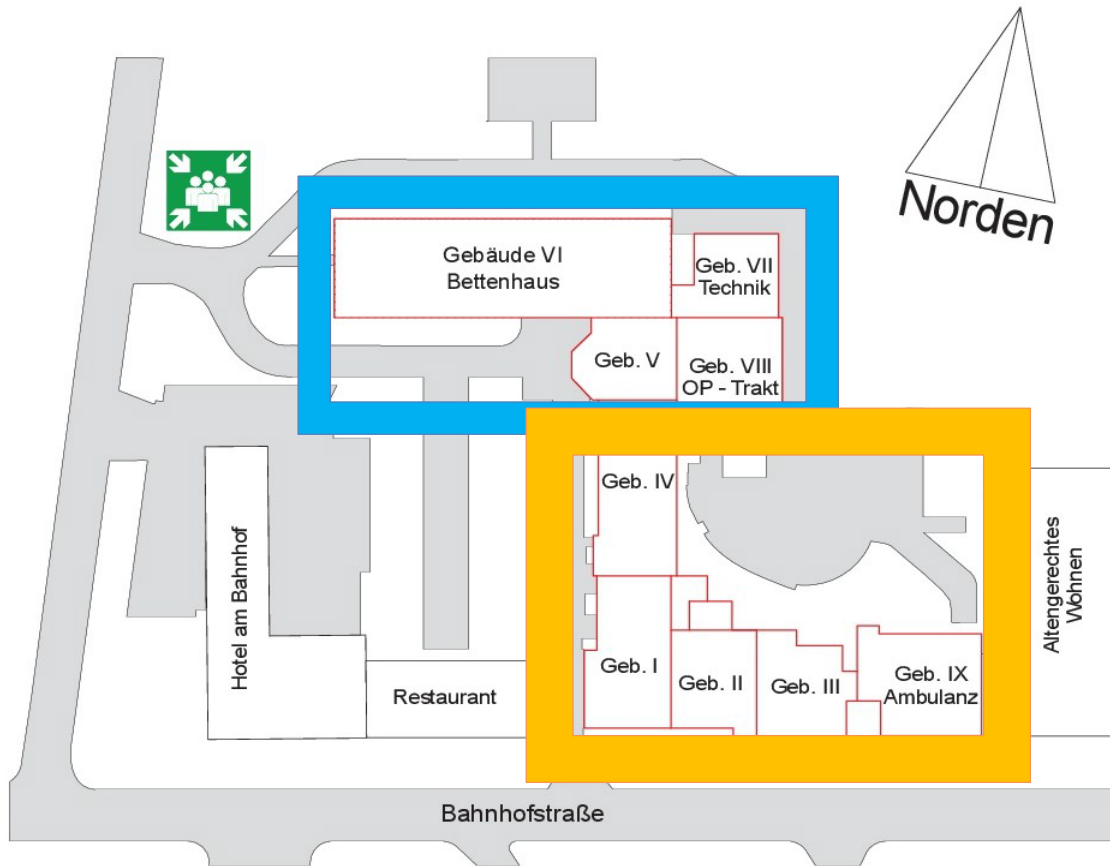 Norden
Gebäude VI
Bettenhaus
Geb. VII
Technik
Geb. V
Geb. VIII
OP - Trakt
Geb. IV
Hotel am Bahnhof
Altengerechtes
Wohnen
Geb. I
Geb. II
Geb. III
Geb. IX
Ambulanz
Restaurant
Bahnhofstraße